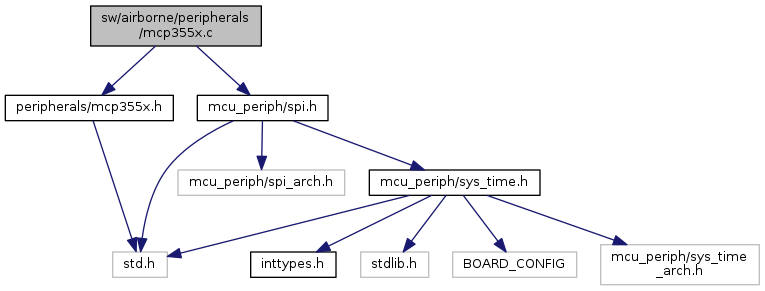 sw/airborne/peripherals
/mcp355x.c
peripherals/mcp355x.h
mcu_periph/spi.h
mcu_periph/spi_arch.h
mcu_periph/sys_time.h
std.h
inttypes.h
stdlib.h
BOARD_CONFIG
mcu_periph/sys_time
_arch.h